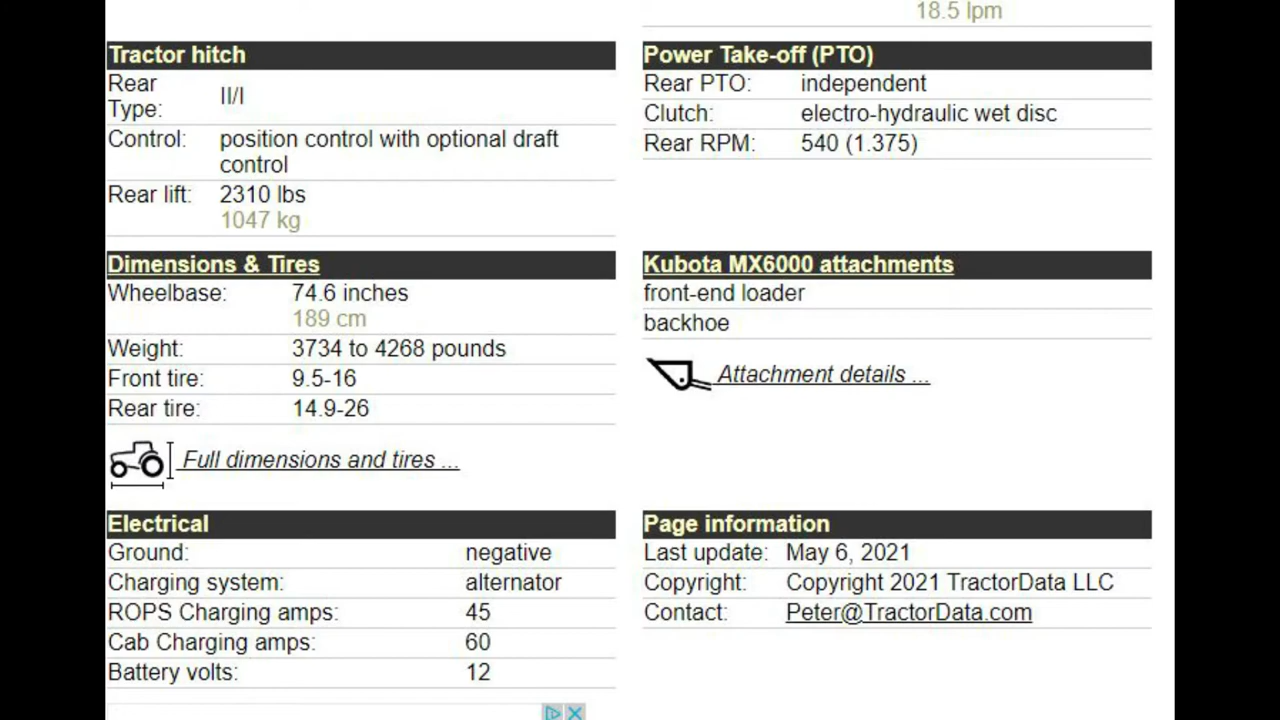 18.5 lpm
Tractor hitch
Rear Type: II/I
Control: position control with optional draft
control
Rear lift: 2310 lbs
1047 kg
Power Take-off (PTO)
Rear PTO: independent
Clutch: electro-hydraulic wet disc
Rear RPM: 540 (1.375)
Dimensions & Tires
Wheelbase: 74.6 inches
189 cm
Weight: 3734 to 4268 pounds
Front tire: 9.5-16
Rear tire: 14.9-26
Full dimensions and tires ...
Kubota MX6000 attachments
front-end loader
backhoe
Attachment details ...
Electrical
Ground: negative
Charging system: alternator
ROPS Charging amps: 45
Cab Charging amps: 60
Battery volts: 12
Page information
Last update: May 6, 2021
Copyright: Copyright 2021 TractorData LLC
Contact: Peter@TractorData.com